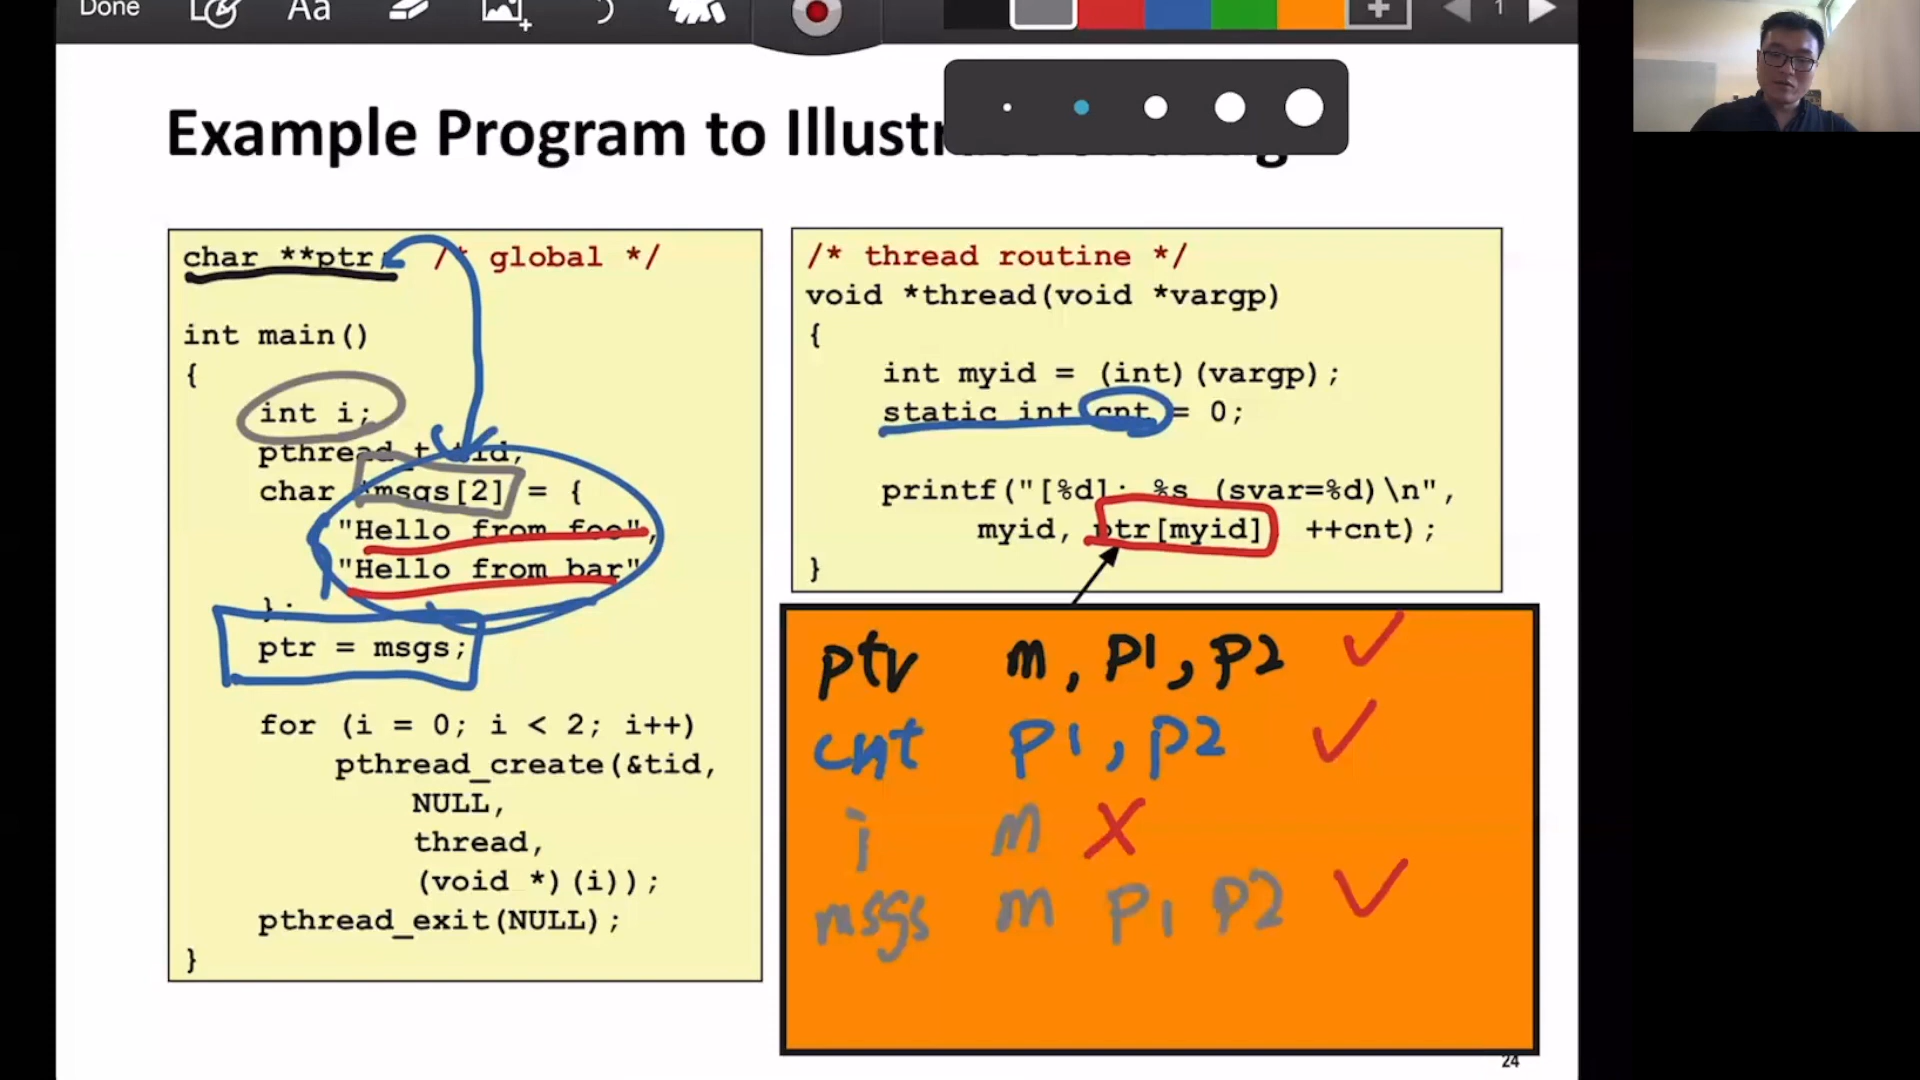 Done Aa 1
Example Program to Illustr
char **ptr; /* global */
int main()
{
int i;
pthread_t tid;
char *msgs[2] = {
"Hello from foo",
"Hello from bar"
};
ptr = msgs;
for (i = 0; i < 2; i++)
pthread_create(&tid,
NULL,
thread,
(void *)(i));
pthread_exit(NULL);
}
/* thread routine */
void *thread(void *vargp)
{
int myid = (int)(vargp);
static int cnt = 0;
printf("[%d]: %s (svar=%d)\n",
myid, ptr[myid] ++cnt);
}
ptr m, p1, p2 ✓
cnt p1, p2 ✓
i m X
msgs m p1 p2 ✓
24